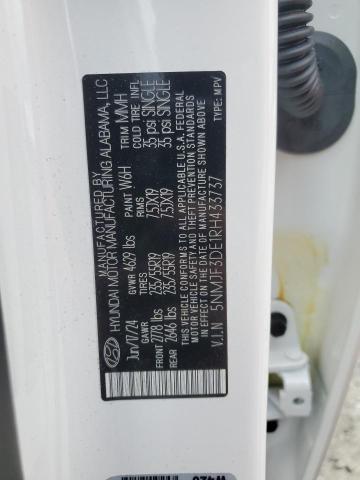 MANUFACTURED BY
HYUNDAI MOTOR MANUFACTURING ALABAMA, LLC
Jun/17/24 GVWR 4629 lbs PAINT W6H TRIM MMH
GAWR TIRES RIMS COLD TIRE INFL
FRONT 2778 lbs 235/55R19 7.5JX19 35 psi SINGLE
REAR 2646 lbs 235/55R19 7.5JX19 35 psi SINGLE
THIS VEHICLE CONFORMS TO ALL APPLICABLE U.S.A. FEDERAL
MOTOR VEHICLE SAFETY AND THEFT PREVENTION STANDARDS
IN EFFECT ON THE DATE OF MANUFACTURE SHOWN ABOVE
V.I.N 5NMJF3DE1RH433737 TYPE: MPV